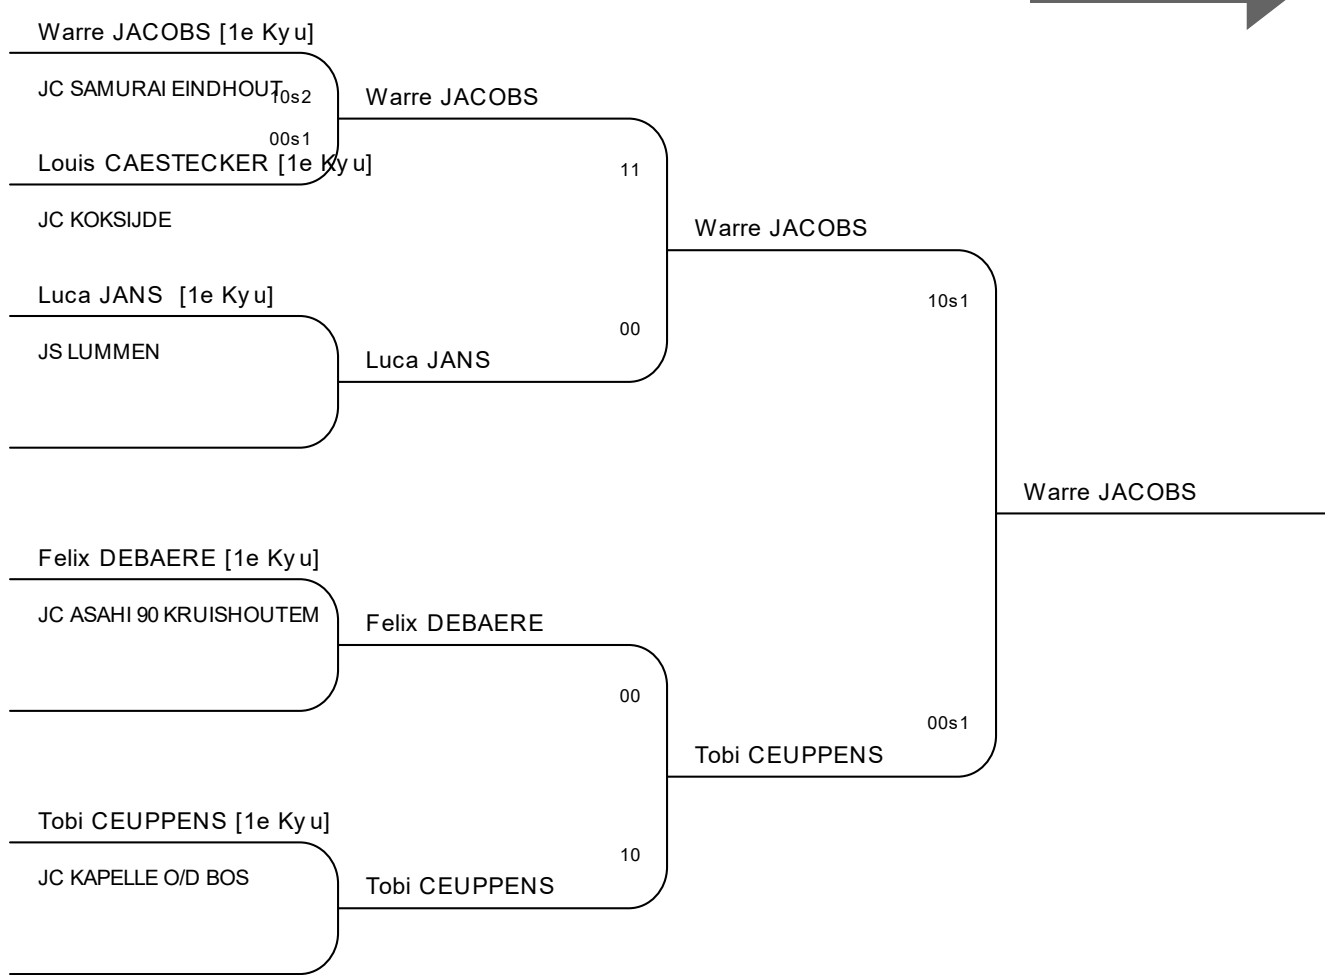 Warre JACOBS [1e Kyu]
JC SAMURAI EINDHOUT
10s2
Warre JACOBS
00s1
Louis CAESTECKER [1e Kyu]
11
JC KOKSIJDE
Warre JACOBS
Luca JANS [1e Kyu]
10s1
00
JS LUMMEN
Luca JANS
Warre JACOBS
Felix DEBAERE [1e Kyu]
JC ASAHI 90 KRUISHOUTEM
Felix DEBAERE
00
00s1
Tobi CEUPPENS
Tobi CEUPPENS [1e Kyu]
10
JC KAPELLE O/D BOS
Tobi CEUPPENS